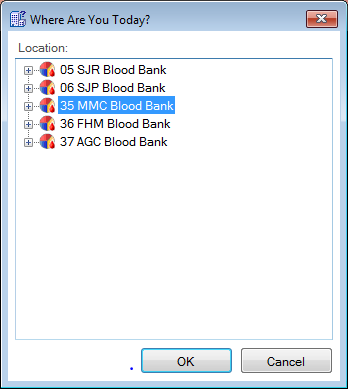 Where Are You Today?
Location:
05 SJR Blood Bank
06 SJP Blood Bank
35 MMC Blood Bank
36 FHM Blood Bank
37 AGC Blood Bank
OK
Cancel